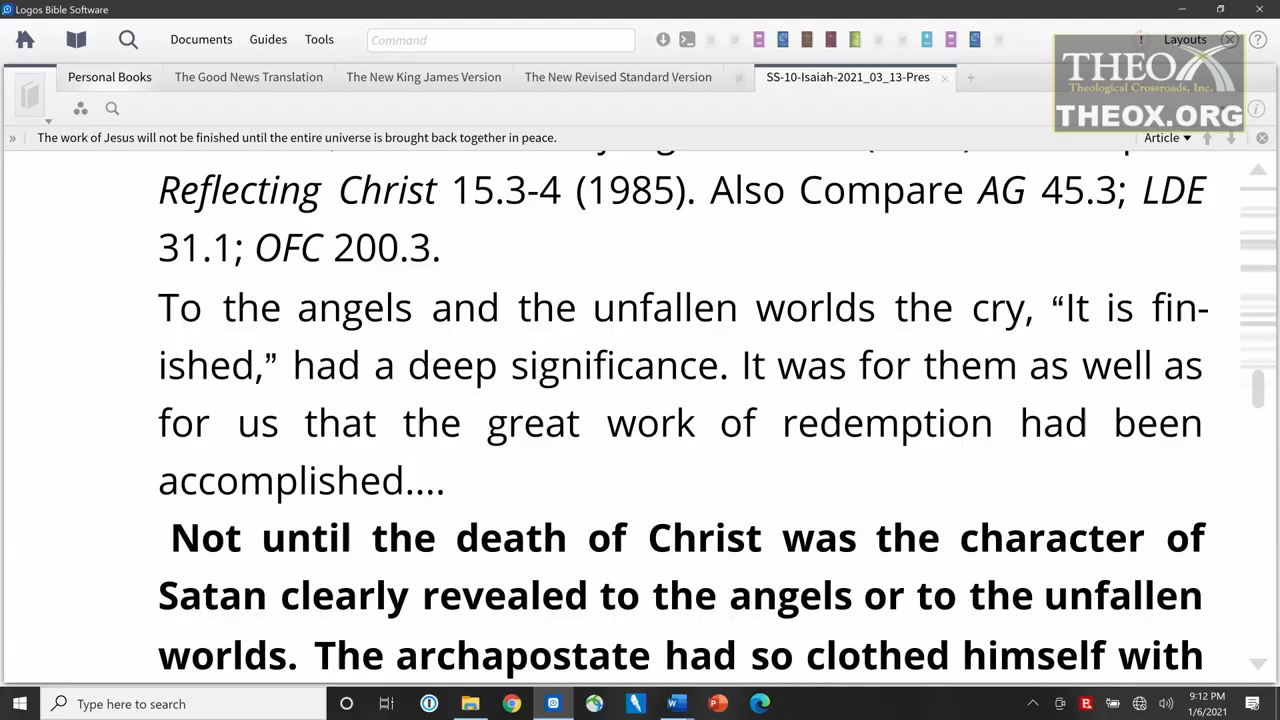 Logos Bible Software
Documents Guides Tools Command Layouts
THEOX
Theological Crossroads, Inc.
THEOX.ORG
Personal Books The Good News Translation The New King James Version The New Revised Standard Version SS-10-Isaiah-2021_03_13-Pres
» The work of Jesus will not be finished until the entire universe is brought back together in peace. Article
Reflecting Christ 15.3-4 (1985). Also Compare AG 45.3; LDE
31.1; OFC 200.3.
To the angels and the unfallen worlds the cry, “It is fin-
ished,” had a deep significance. It was for them as well as
for us that the great work of redemption had been
accomplished....
Not until the death of Christ was the character of
Satan clearly revealed to the angels or to the unfallen
worlds. The archapostate had so clothed himself with
Type here to search
9:12 PM
1/6/2021